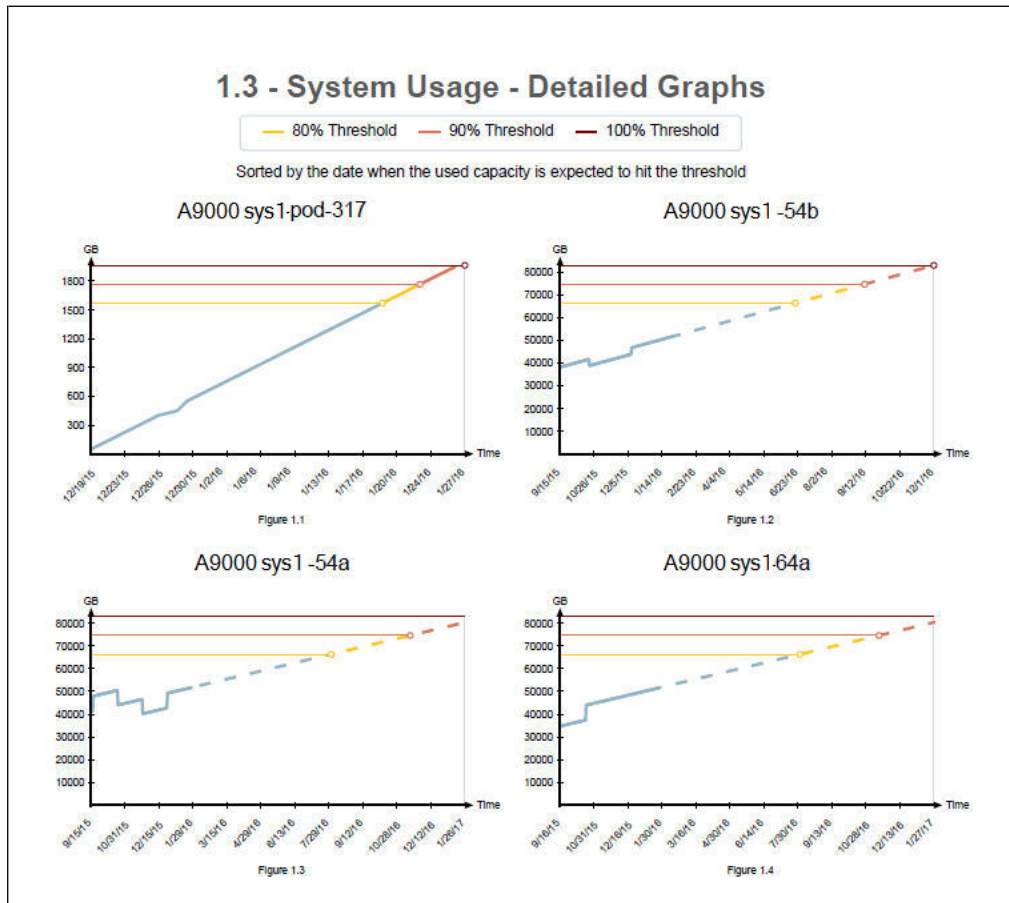 1.3 - System Usage - Detailed Graphs
80% Threshold 90% Threshold 100% Threshold
Sorted by the date when the used capacity is expected to hit the threshold
A9000 sys1-pod-317
GB
1800
1500
1200
900
600
300
Time
12/19/15 12/23/15 12/26/15 12/30/15 1/2/16 1/6/16 1/9/16 1/13/16 1/17/16 1/20/16 1/24/16 1/27/16
Figure 1.1
A9000 sys1 -54b
GB
80000
70000
60000
50000
40000
30000
20000
10000
Time
9/15/15 10/26/15 12/5/15 1/14/16 2/23/16 4/4/16 5/14/16 6/23/16 8/2/16 9/12/16 10/22/16 12/1/16
Figure 1.2
A9000 sys1 -54a
GB
80000
70000
60000
50000
40000
30000
20000
10000
Time
9/15/15 10/31/15 12/15/15 1/29/16 3/15/16 4/29/16 6/13/16 7/29/16 9/12/16 10/28/16 12/12/16 1/26/17
Figure 1.3
A9000 sys1-64a
GB
80000
70000
60000
50000
40000
30000
20000
10000
Time
9/16/15 10/31/15 12/16/15 1/30/16 3/16/16 4/30/16 6/14/16 7/30/16 9/13/16 10/28/16 12/13/16 1/27/17
Figure 1.4